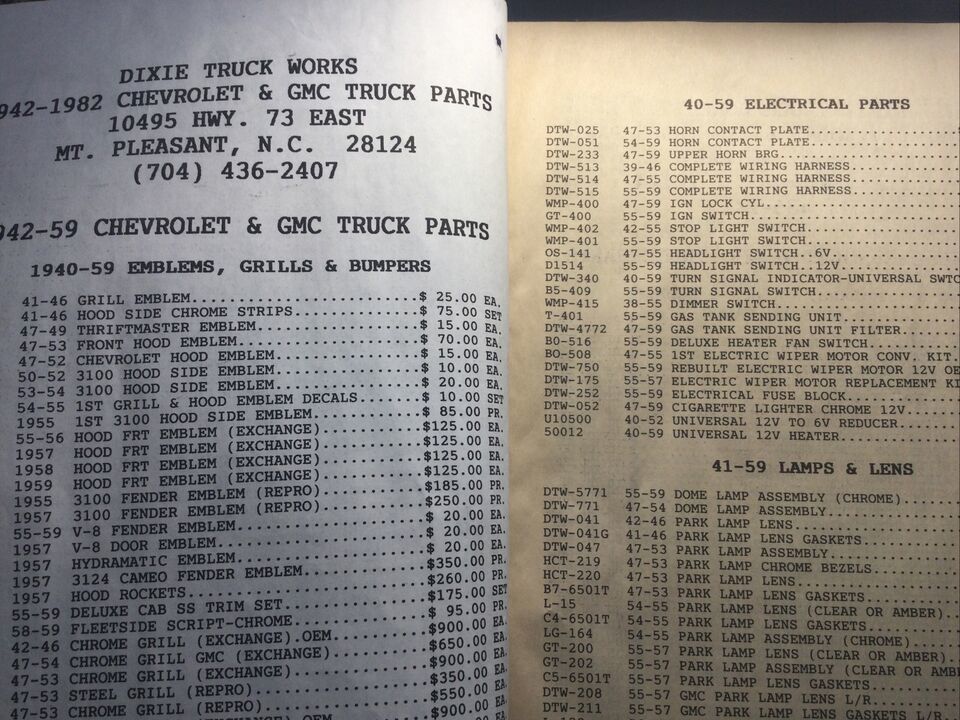 DIXIE TRUCK WORKS
942-1982 CHEVROLET & GMC TRUCK PARTS
10495 HWY. 73 EAST
MT. PLEASANT, N.C. 28124
(704) 436-2407
942-59 CHEVROLET & GMC TRUCK PARTS
1940-59 EMBLEMS, GRILLS & BUMPERS
41-46 GRILL EMBLEM.........................$ 25.00 EA.
41-46 HOOD SIDE CHROME STRIPS..............$ 75.00 SET
47-49 THRIFTMASTER EMBLEM..................$ 15.00 EA.
47-53 FRONT HOOD EMBLEM....................$ 70.00 EA.
47-52 CHEVROLET HOOD EMBLEM................$ 15.00 EA.
50-52 3100 HOOD SIDE EMBLEM................$ 10.00 EA.
53-54 3100 HOOD SIDE EMBLEM................$ 20.00 EA.
54-55 1ST GRILL & HOOD EMBLEM DECALS.......$ 10.00 SET
1955 1ST 3100 HOOD SIDE EMBLEM.............$ 85.00 PR.
55-56 HOOD FRT EMBLEM (EXCHANGE)...........$125.00 EA.
1957 HOOD FRT EMBLEM (EXCHANGE)............$125.00 EA.
1958 HOOD FRT EMBLEM (EXCHANGE)............$125.00 EA.
1959 HOOD FRT EMBLEM (EXCHANGE)............$125.00 EA.
1955 3100 FENDER EMBLEM (REPRO)............$185.00 PR.
1957 3100 FENDER EMBLEM (REPRO)............$250.00 PR.
55-59 V-8 FENDER EMBLEM....................$ 20.00 EA.
1957 V-8 DOOR EMBLEM.......................$ 20.00 EA.
1957 HYDRAMATIC EMBLEM.....................$ 20.00 EA.
1957 3124 CAMEO FENDER EMBLEM..............$350.00 PR.
1957 HOOD ROCKETS..........................$260.00 PR.
55-59 DELUXE CAB SS TRIM SET...............$175.00 SET
58-59 FLEETSIDE SCRIPT-CHROME..............$ 95.00 PR.
42-46 CHROME GRILL (EXCHANGE).OEM..........$900.00 EA.
47-54 CHROME GRILL GMC (EXCHANGE)..........$650.00 EA.
47-53 CHROME GRILL (EXCHANGE)..............$900.00 EA.
47-53 STEEL GRILL (REPRO)..................$350.00 EA.
47-53 CHROME GRILL (REPRO).................$550.00 EA.
(EXCHANGE).OEM.............$900.00 EA.
40-59 ELECTRICAL PARTS
DTW-025 47-53 HORN CONTACT PLATE..................
DTW-051 54-59 HORN CONTACT PLATE..................
DTW-233 47-59 UPPER HORN BRG......................
DTW-513 39-46 COMPLETE WIRING HARNESS.............
DTW-514 47-55 COMPLETE WIRING HARNESS.............
DTW-515 55-59 COMPLETE WIRING HARNESS.............
WMP-400 47-59 IGN LOCK CYL........................
GT-400 55-59 IGN SWITCH..........................
WMP-402 42-55 STOP LIGHT SWITCH...................
WMP-401 55-59 STOP LIGHT SWITCH...................
OS-141 47-55 HEADLIGHT SWITCH..6V................
D1514 55-59 HEADLIGHT SWITCH..12V...............
DTW-340 40-59 TURN SIGNAL INDICATOR-UNIVERSAL SWTC
B5-409 55-59 TURN SIGNAL SWITCH..................
WMP-415 38-55 DIMMER SWITCH.......................
T-401 55-59 GAS TANK SENDING UNIT...............
DTW-4772 47-59 GAS TANK SENDING UNIT FILTER........
BO-516 55-59 DELUXE HEATER FAN SWITCH............
BO-508 47-55 1ST ELECTRIC WIPER MOTOR CONV. KIT.
DTW-750 55-59 REBUILT ELECTRIC WIPER MOTOR 12V OE
DTW-175 55-57 ELECTRIC WIPER MOTOR REPLACEMENT KI
DTW-252 55-59 ELECTRICAL FUSE BLOCK...............
DTW-052 47-59 CIGARETTE LIGHTER CHROME 12V........
U10500 40-52 UNIVERSAL 12V TO 6V REDUCER.........
50012 40-59 UNIVERSAL 12V HEATER................
41-59 LAMPS & LENS
DTW-5771 55-59 DOME LAMP ASSEMBLY (CHROME).......
DTW-771 47-54 DOME LAMP ASSEMBLY................
DTW-041 42-46 PARK LAMP LENS....................
DTW-041G 41-46 PARK LAMP LENS GASKETS............
DTW-047 47-53 PARK LAMP ASSEMBLY................
HCT-219 47-53 PARK LAMP CHROME BEZELS...........
HCT-220 47-53 PARK LAMP LENS....................
B7-6501T 47-53 PARK LAMP LENS GASKETS............
L-15 54-55 PARK LAMP LENS (CLEAR OR AMBER)...
C4-6501T 54-55 PARK LAMP LENS GASKETS............
LG-164 54-55 PARK LAMP ASSEMBLY (CHROME).......
GT-200 55-57 PARK LAMP LENS (CLEAR OR AMBER)...
GT-202 55-57 PARK LAMP ASSEMBLY (CLEAR OR AMB
C5-6501T 55-57 PARK LAMP LENS GASKETS............
DTW-208 55-57 GMC PARK LAMP LENS L/R............
DTW-211 55-57 GMC PARK LAMP LENS GASKETS L/R..